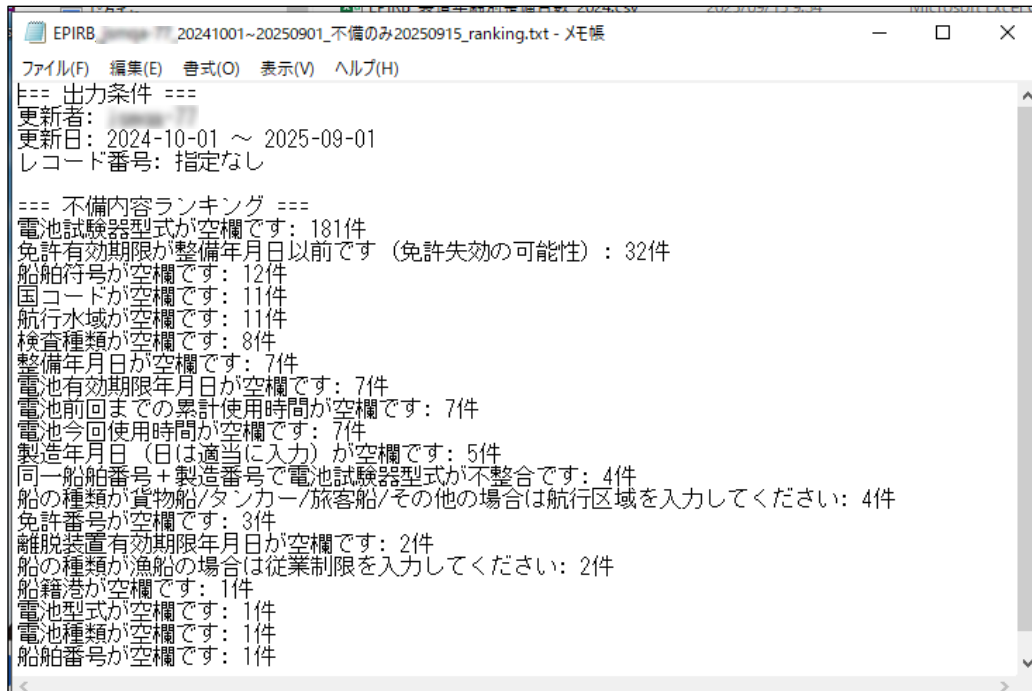 EPIRB_ _20241001~20250901_不備のみ20250915_ranking.txt - メモ帳
ファイル(F) 編集(E) 書式(O) 表示(V) ヘルプ(H)
=== 出力条件 ===
更新者:
更新日: 2024-10-01 ～ 2025-09-01
レコード番号: 指定なし
=== 不備内容ランキング ===
電池試験器型式が空欄です: 181件
免許有効期限が整備年月日以前です（免許失効の可能性）: 32件
船舶符号が空欄です: 12件
国コードが空欄です: 11件
航行水域が空欄です: 11件
検査種類が空欄です: 8件
整備年月日が空欄です: 7件
電池有効期限年月日が空欄です: 7件
電池前回までの累計使用時間が空欄です: 7件
電池今回使用時間が空欄です: 7件
製造年月日（日は適当に入力）が空欄です: 5件
同一船舶番号＋製造番号で電池試験器型式が不整合です: 4件
船の種類が貨物船/タンカー/旅客船/その他の場合は航行区域を入力してください: 4件
免許番号が空欄です: 3件
離脱装置有効期限年月日が空欄です: 2件
船の種類が漁船の場合は従業制限を入力してください: 2件
船籍港が空欄です: 1件
電池型式が空欄です: 1件
電池種類が空欄です: 1件
船舶番号が空欄です: 1件